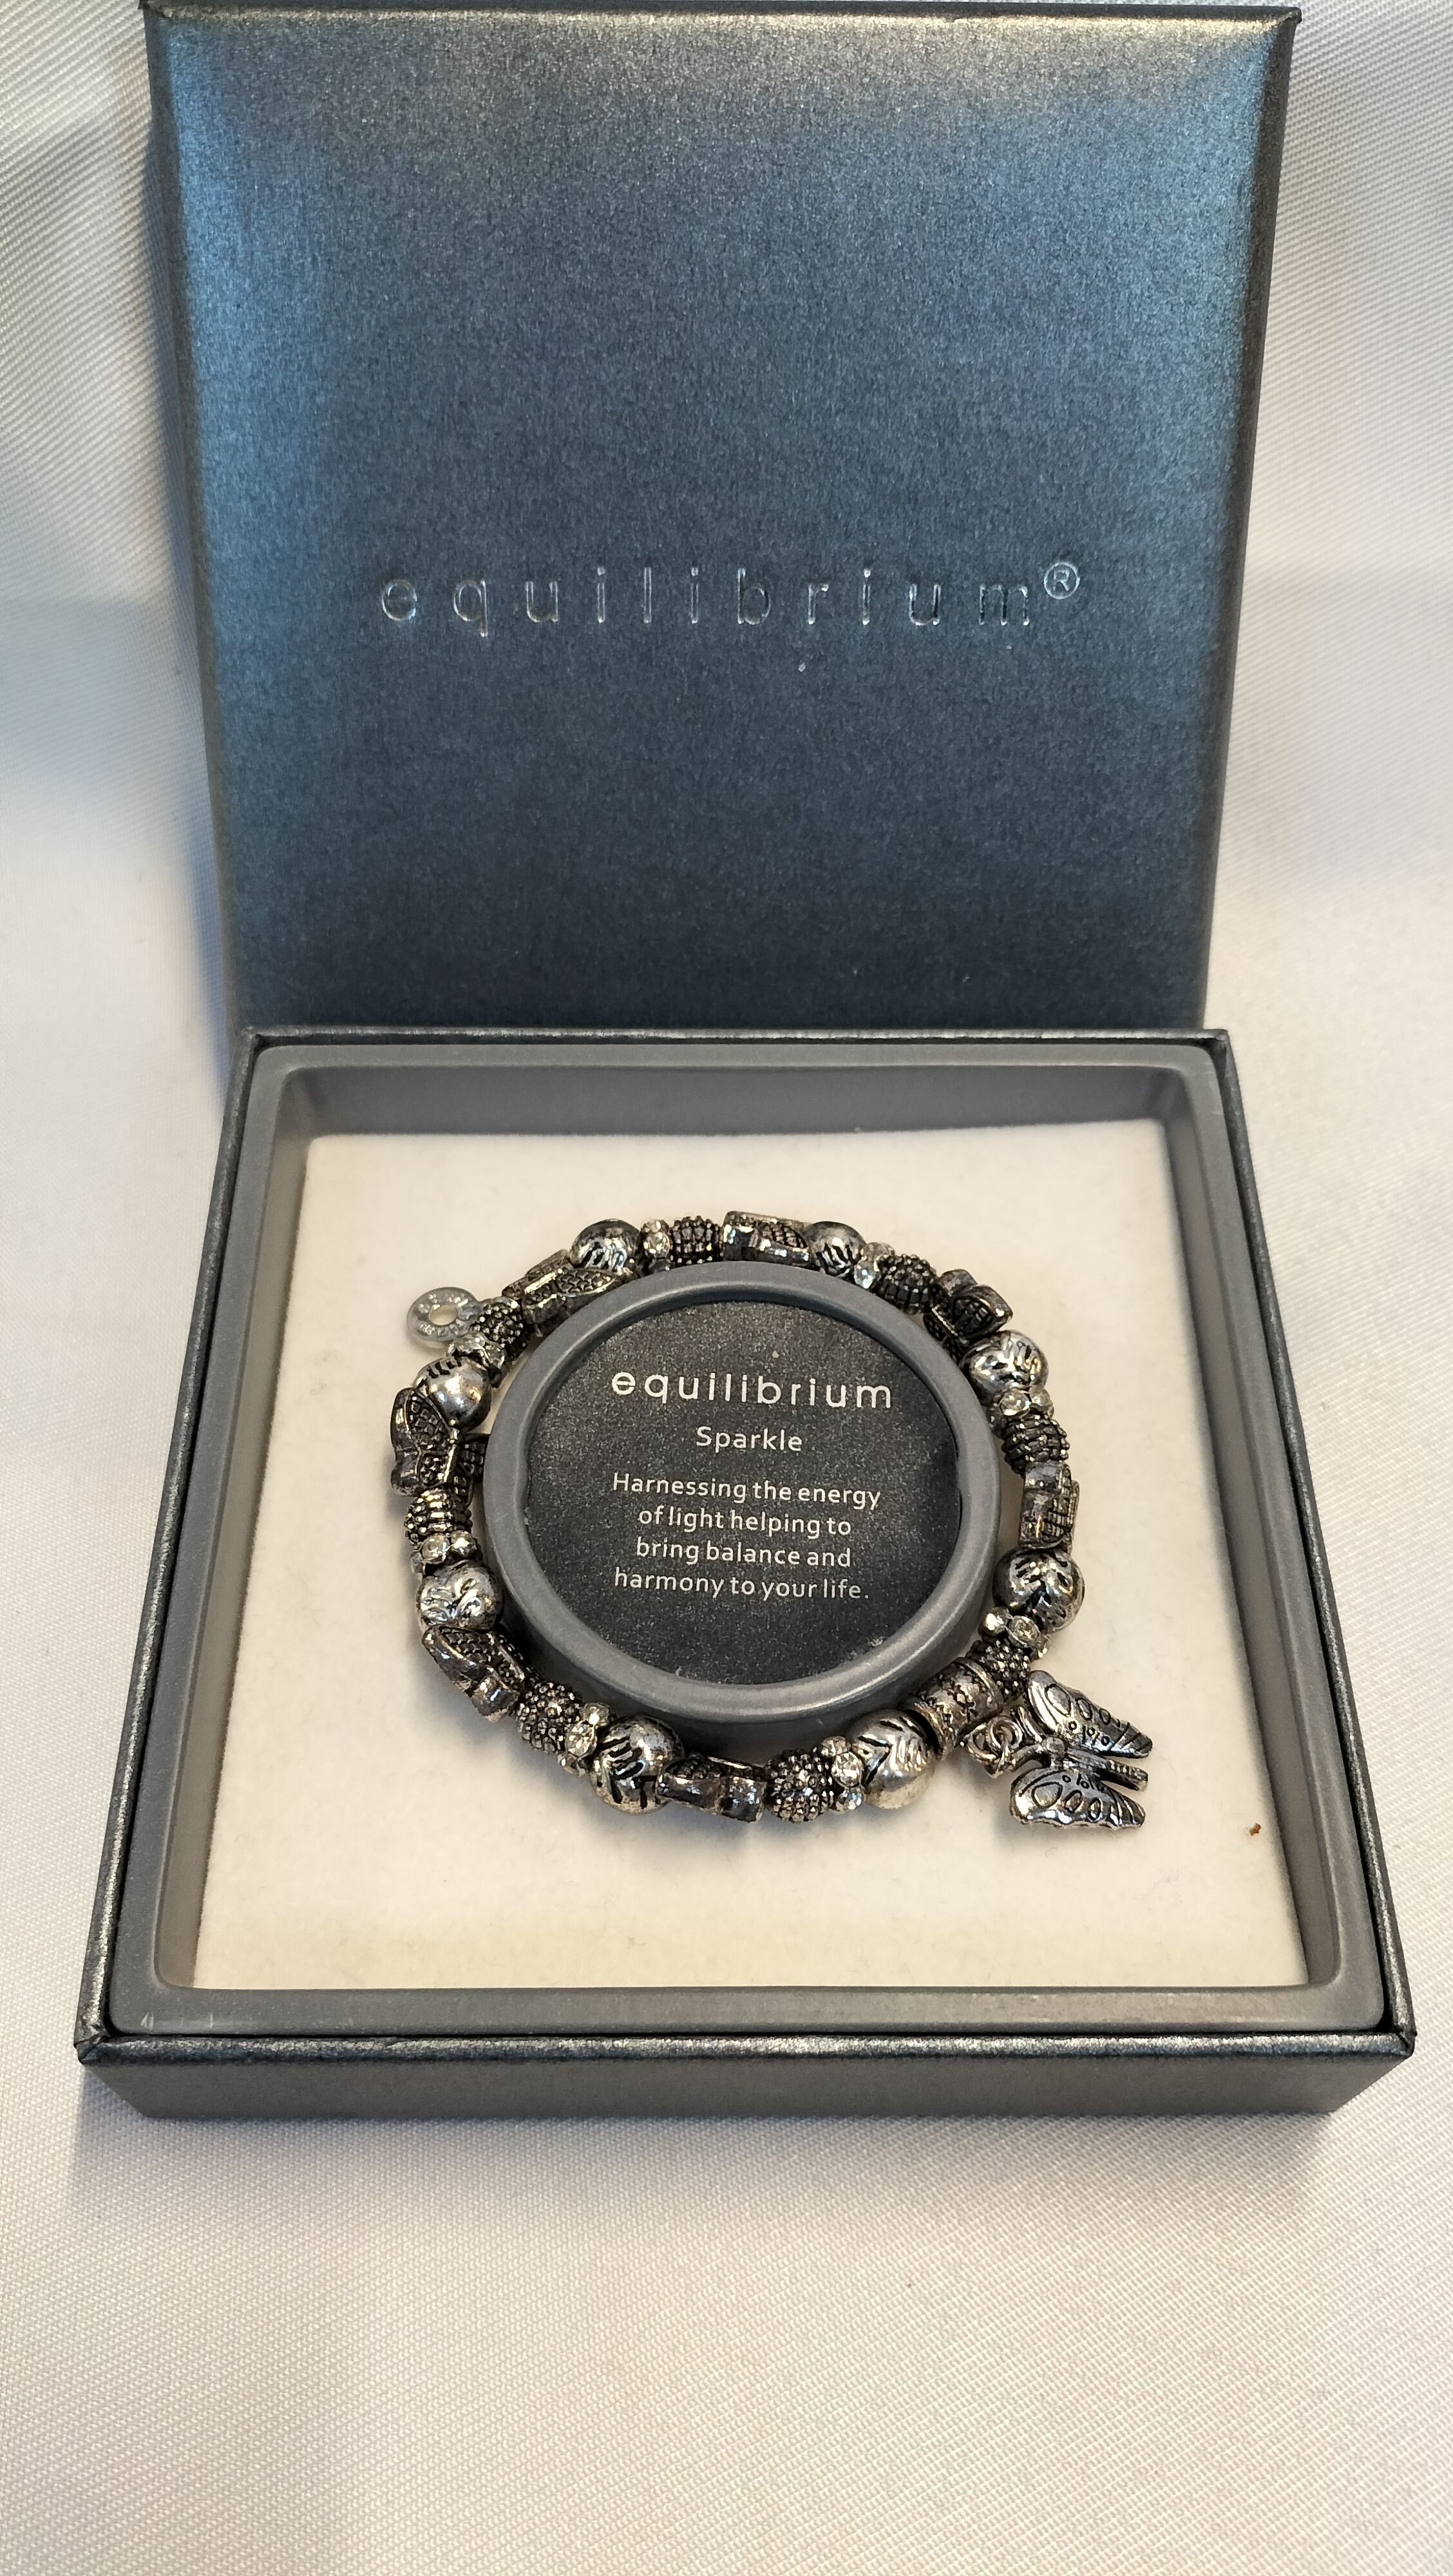 equilibrium®
equilibrium
Sparkle
Harnessing the energy
of light helping to
bring balance and
harmony to your life.